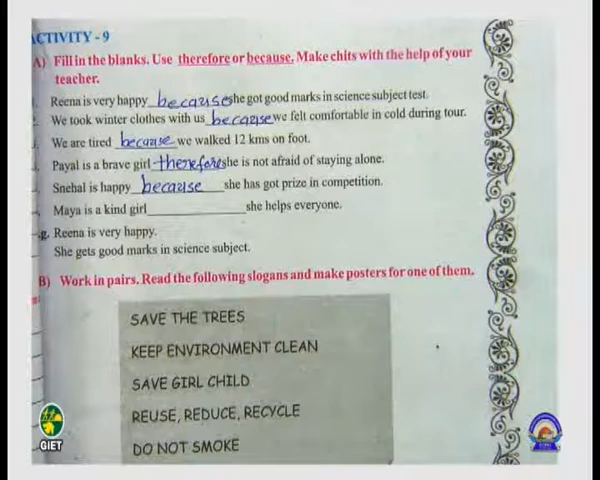 ACTIVITY - 9
A) Fill in the blanks. Use therefore or because. Make chits with the help of your
teacher.
Reena is very happy because she got good marks in science subject test.
We took winter clothes with us because we felt comfortable in cold during tour.
We are tired because we walked 12 kms on foot.
Payal is a brave girl therefore she is not afraid of staying alone.
Snehal is happy because she has got prize in competition.
Maya is a kind girl she helps everyone.
.g. Reena is very happy.
She gets good marks in science subject.
B) Work in pairs. Read the following slogans and make posters for one of them.
SAVE THE TREES
KEEP ENVIRONMENT CLEAN
SAVE GIRL CHILD
REUSE, REDUCE, RECYCLE
DO NOT SMOKE
GIET